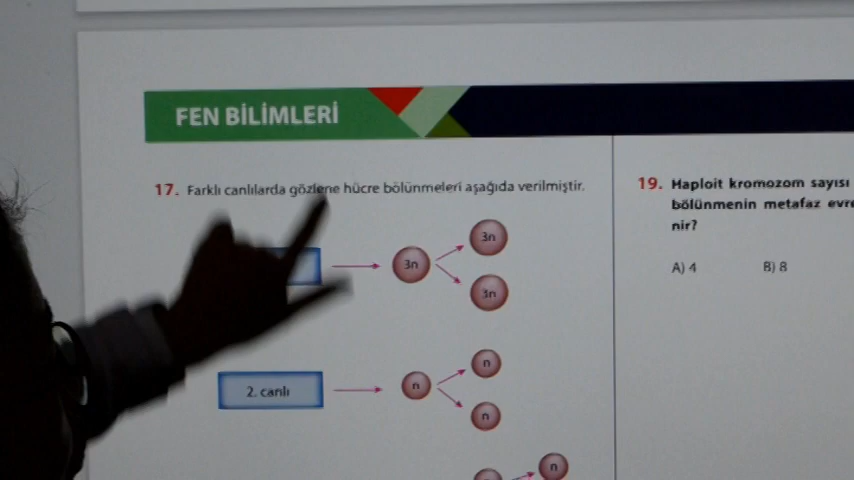 FEN BİLİMLERİ
17. Farklı canlılarda gözlene hücre bölünmeleri aşağıda verilmiştir.
3n
3n
3n
2. canlı
n
n
n
n
19. Haploit kromozom sayısı
bölünmenin metafaz evre
nir?
A) 4 B) 8